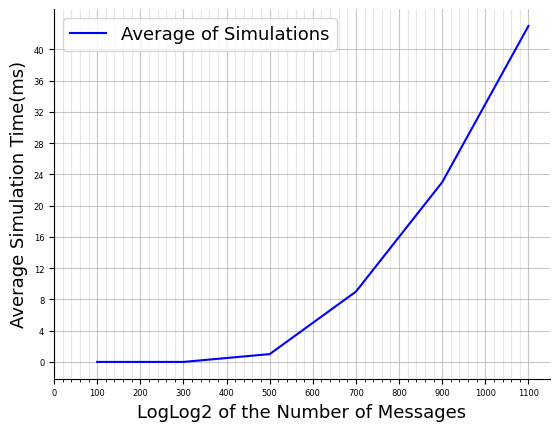 Average of Simulations
Average Simulation Time(ms)
40
36
32
28
24
20
16
12
8
4
0
0 100 200 300 400 500 600 700 800 900 1000 1100
LogLog2 of the Number of Messages